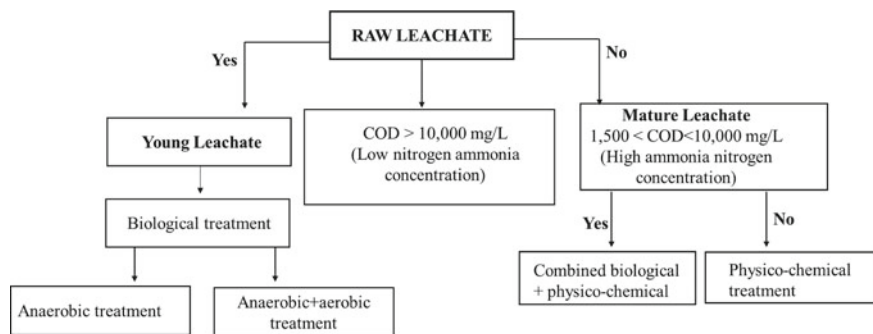 RAW LEACHATE
Yes
No
Young Leachate
COD > 10,000 mg/L
(Low nitrogen ammonia
concentration)
Mature Leachate
1,500 < COD<10,000 mg/L
(High ammonia nitrogen
concentration)
Biological treatment
Yes
No
Anaerobic treatment
Anaerobic+aerobic
treatment
Combined biological
+ physico-chemical
Physico-chemical
treatment